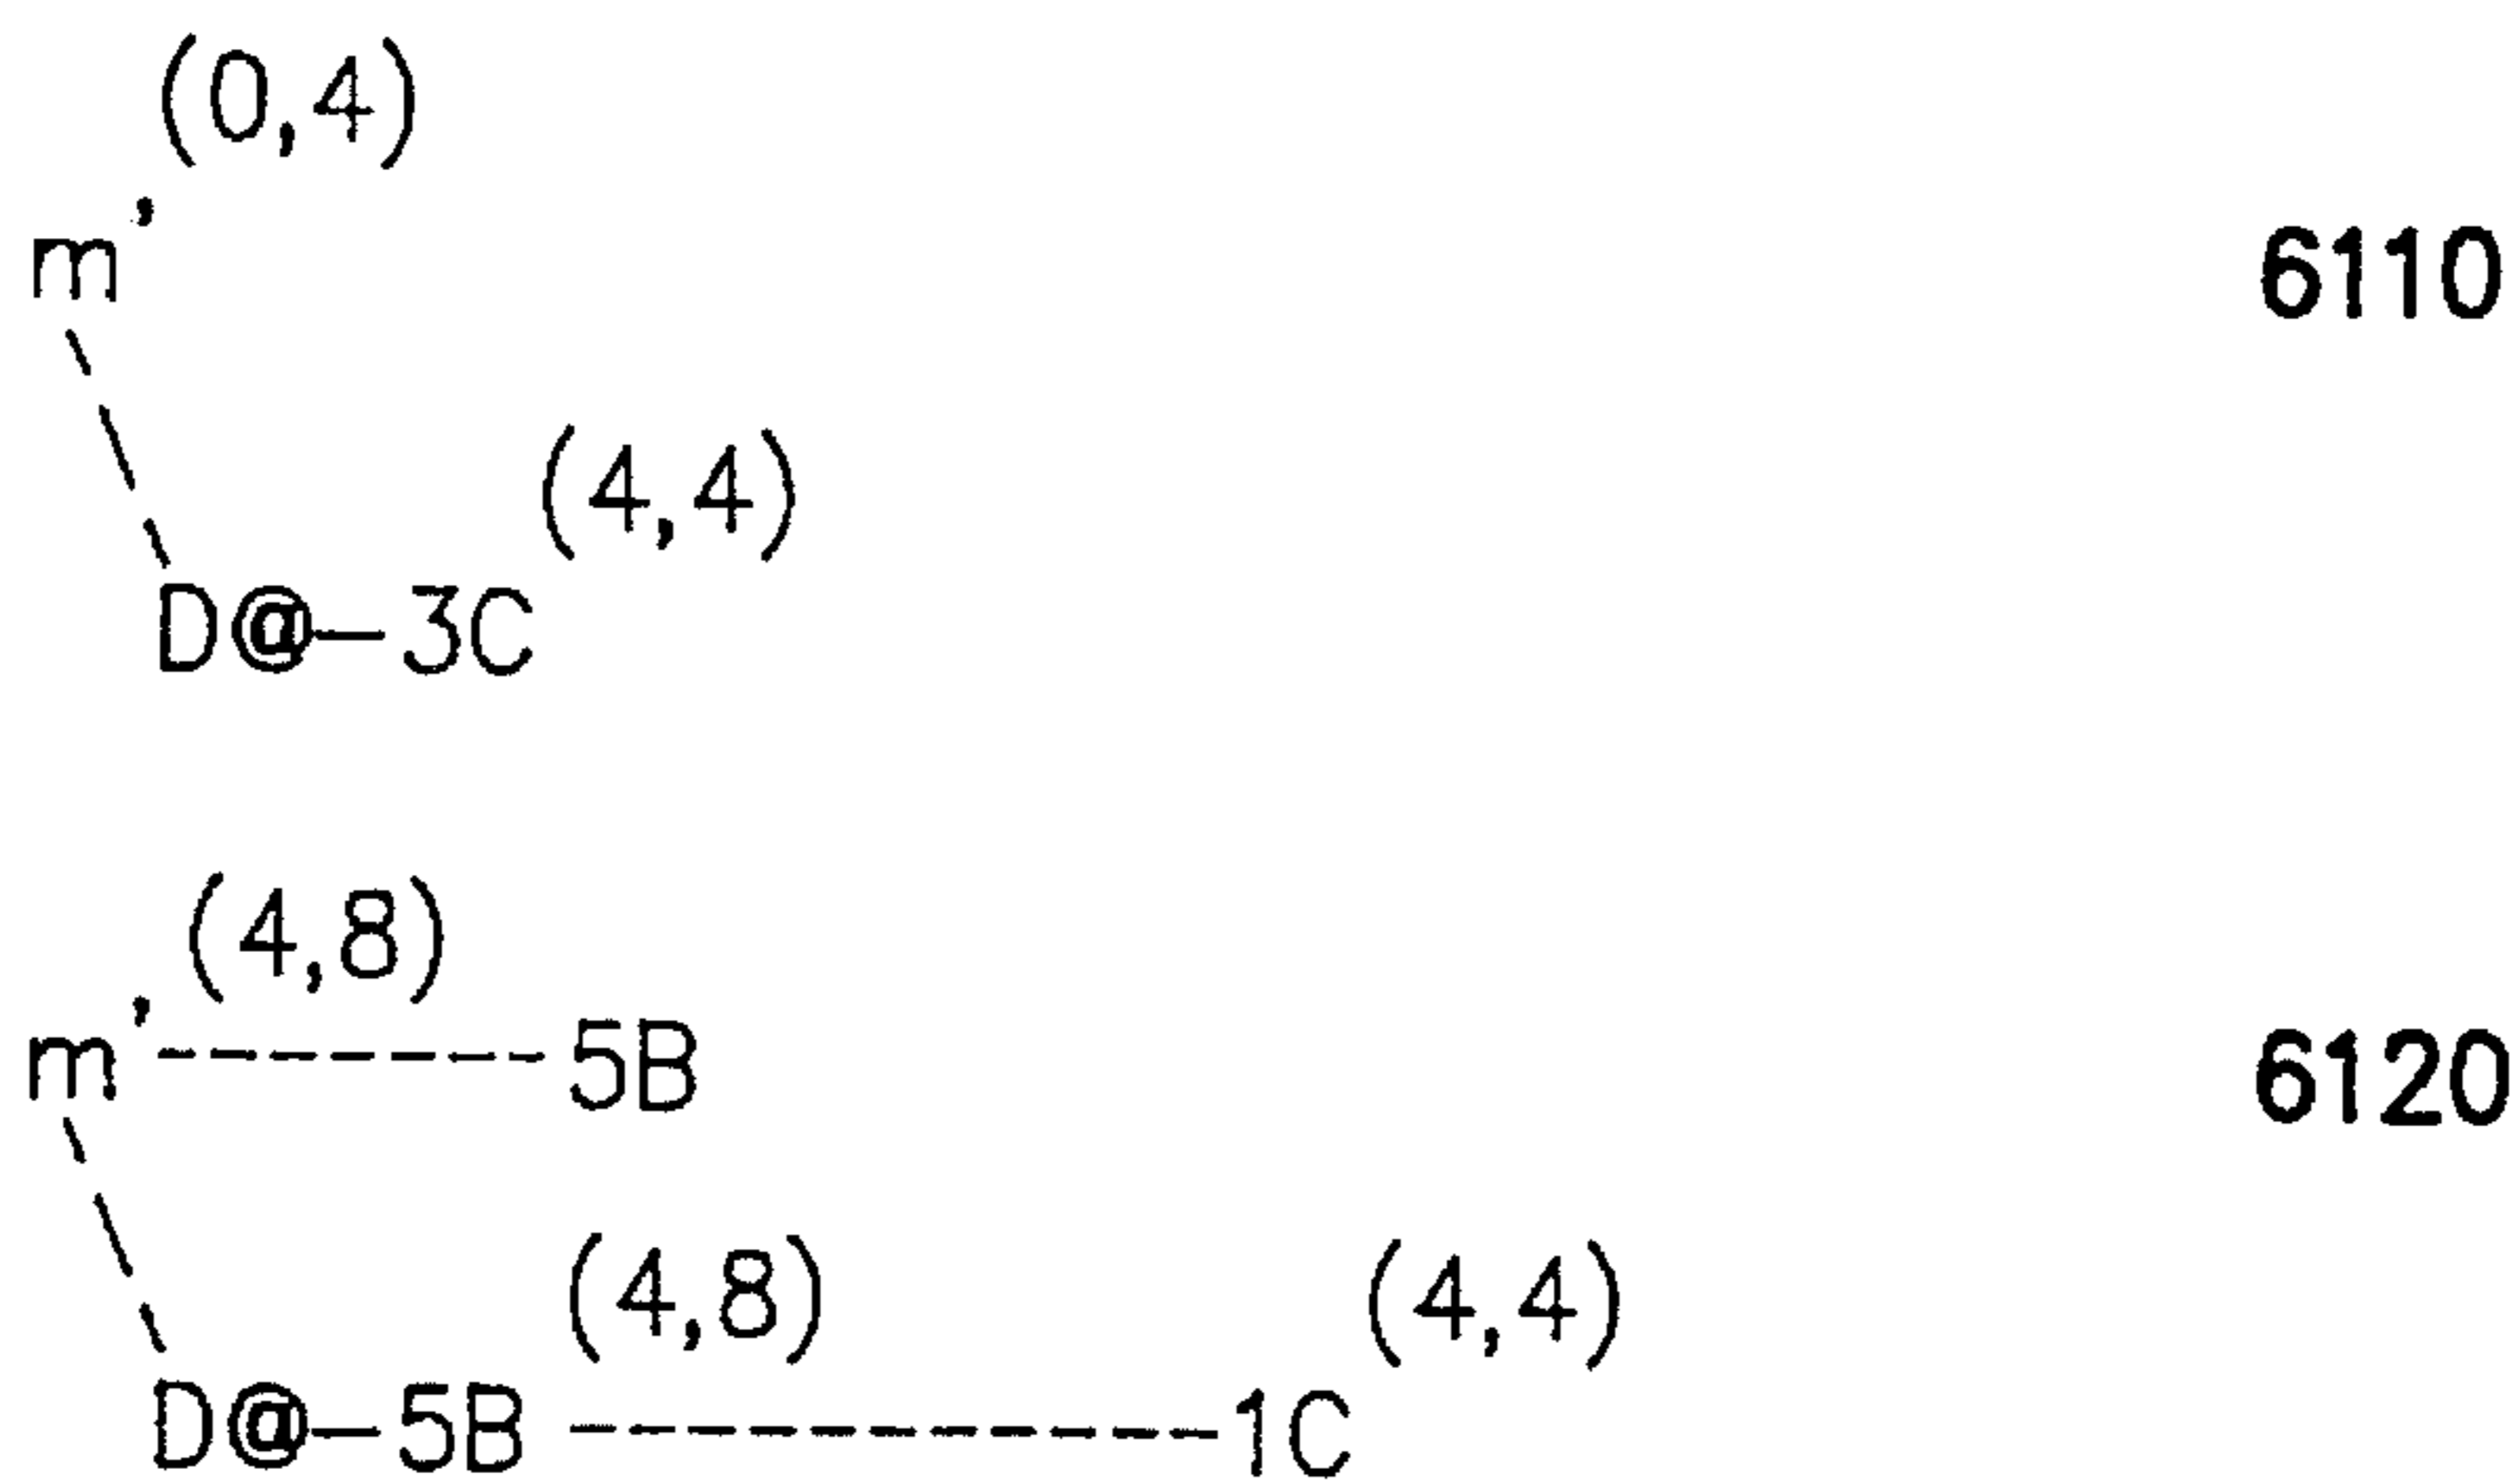 (0,4)
m’ 6110
(4,4)
D@—3C
(4,8)
m’-------5B 6120
(4,8) (4,4)
D@—5B-----------1C